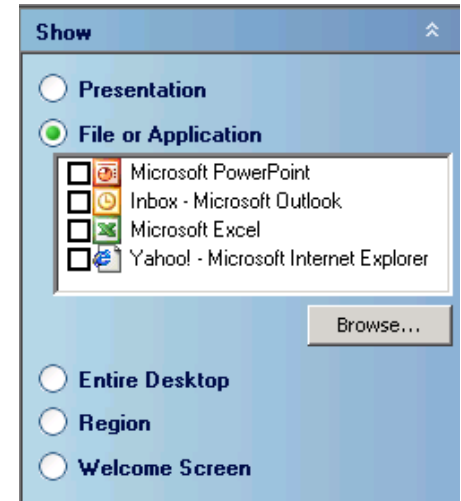 Show
Presentation
File or Application
Microsoft PowerPoint
Inbox - Microsoft Outlook
Microsoft Excel
Yahoo! - Microsoft Internet Explorer
Browse...
Entire Desktop
Region
Welcome Screen